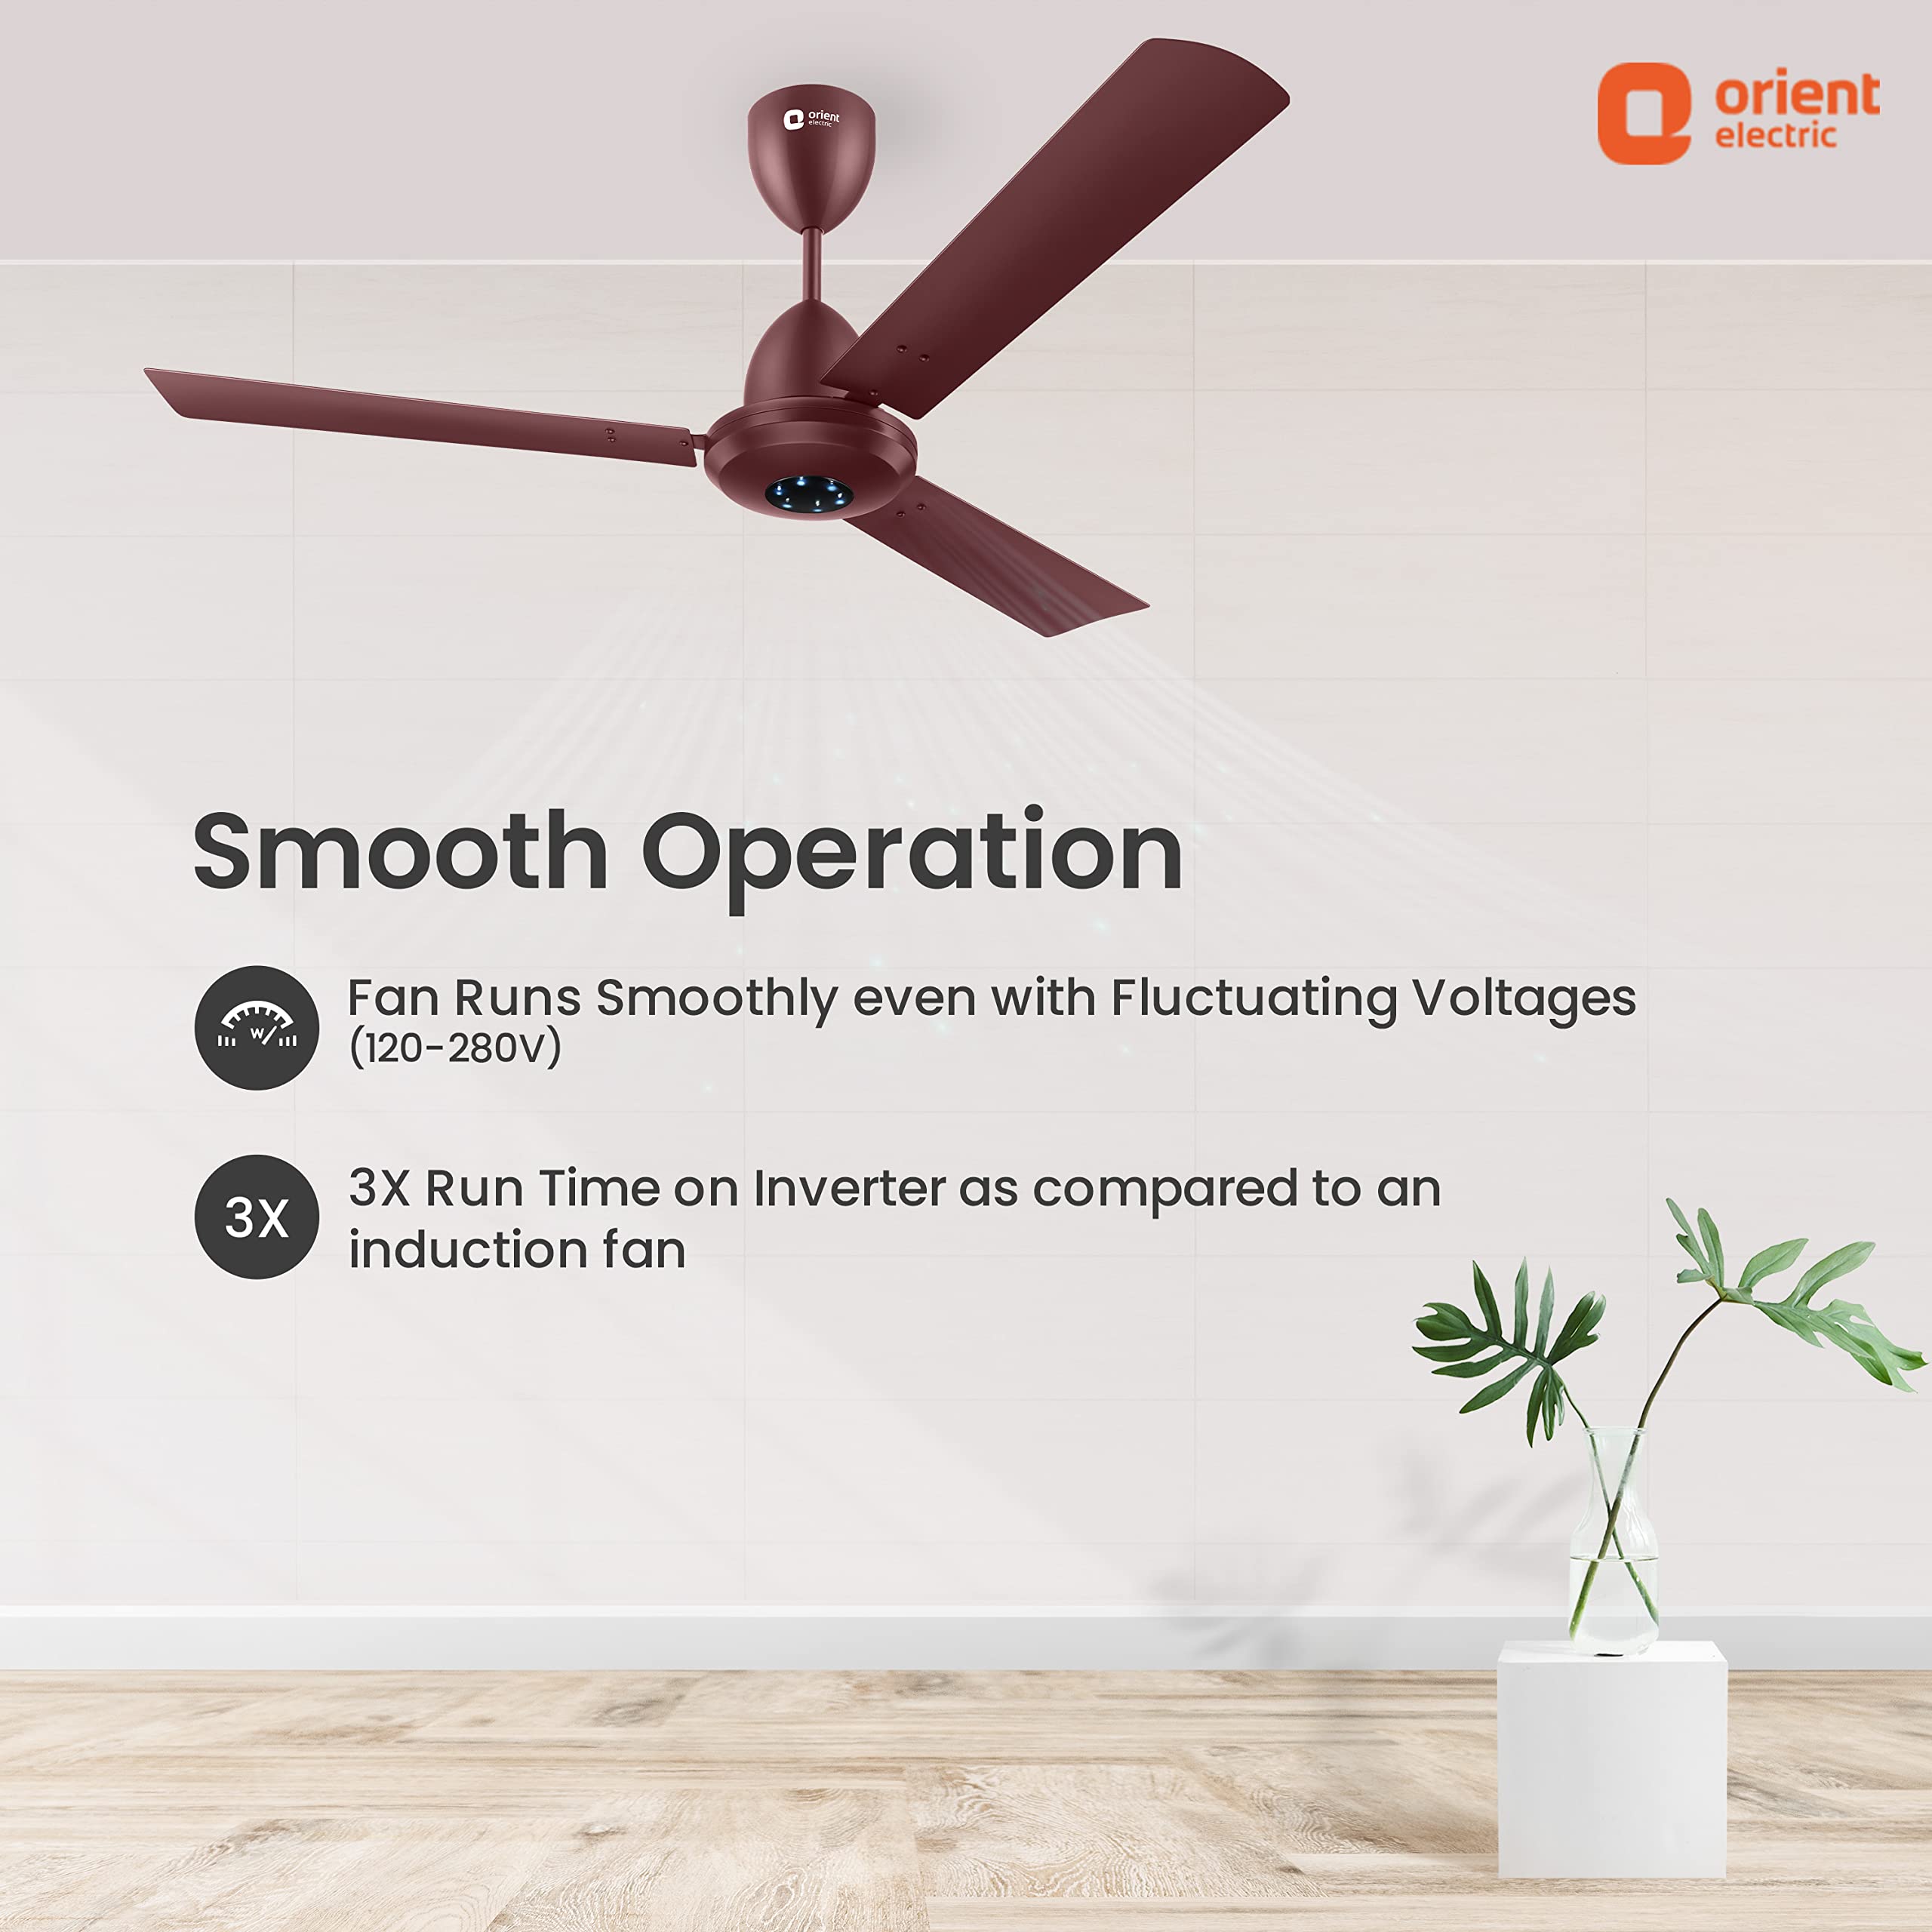 orient
electric
orient
electric
Smooth Operation
W
Fan Runs Smoothly even with Fluctuating Voltages
(120-280V)
3X
3X Run Time on Inverter as compared to an
induction fan